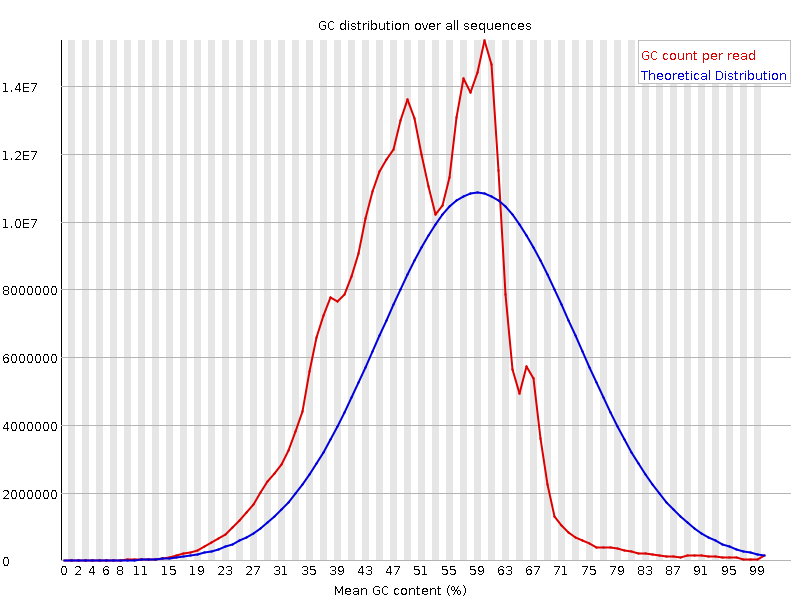 GC distribution over all sequences
GC count per read
Theoretical Distribution
1.4E7
1.2E7
1.0E7
8000000
6000000
4000000
2000000
0
0 2 4 6 8 11 15 19 23 27 31 35 39 43 47 51 55 59 63 67 71 75 79 83 87 91 95 99
Mean GC content (%)